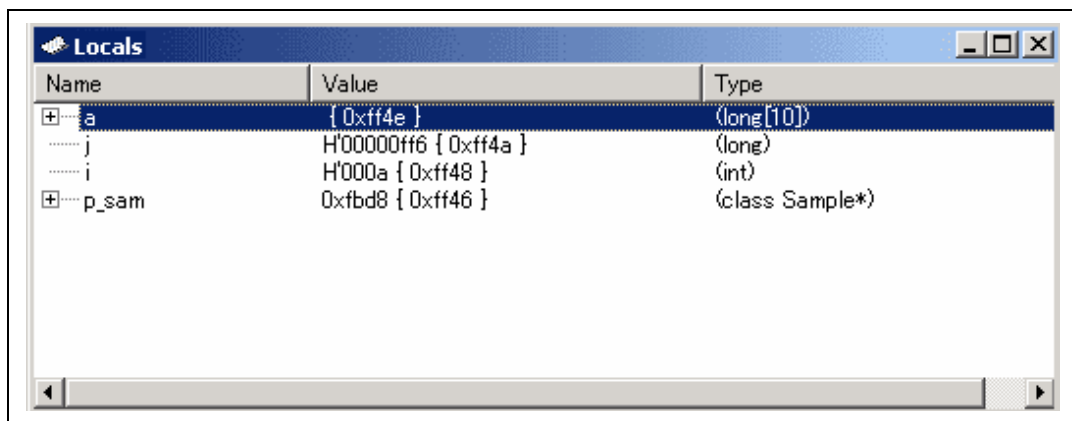 Locals
Name Value Type
a { 0xff4e } (long[10])
j H'00000ff6 { 0xff4a } (long)
i H'000a { 0xff48 } (int)
p_sam 0xfbd8 { 0xff46 } (class Sample*)